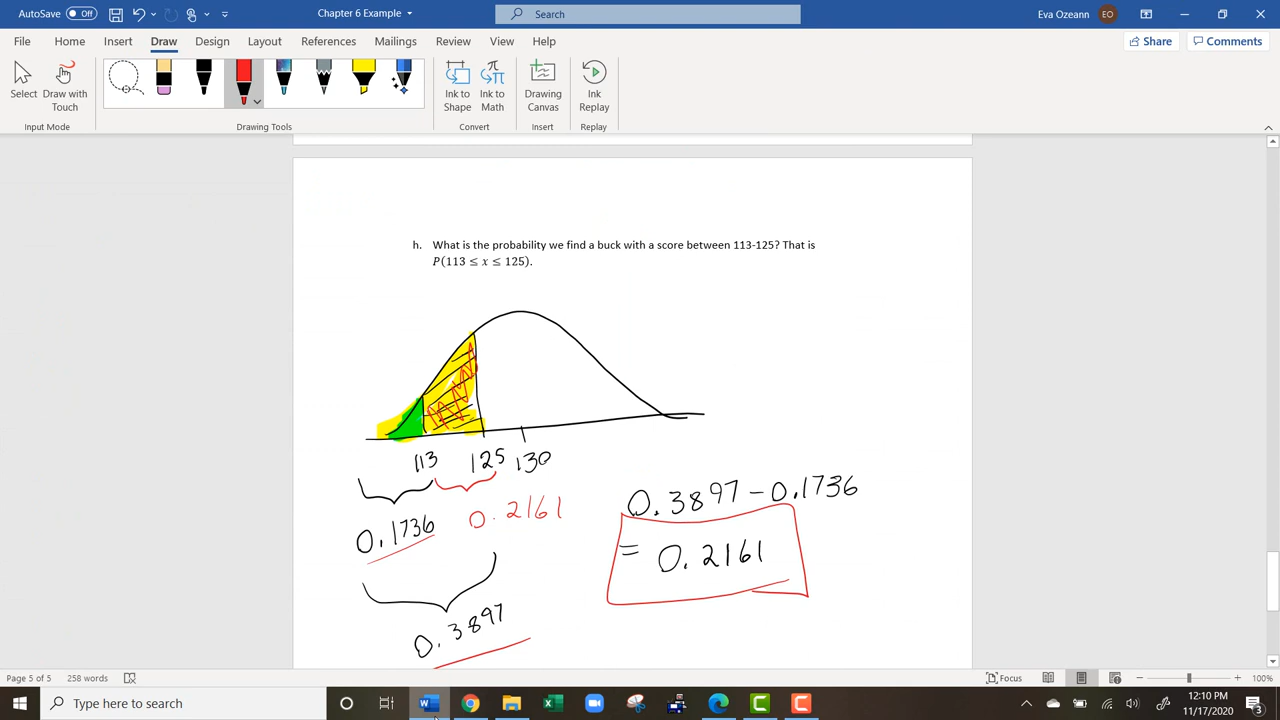 AutoSave Off Chapter 6 Example Search Eva Ozeann EO
File Home Insert Draw Design Layout References Mailings Review View Help Share Comments
Select Draw with Touch Ink to Shape Ink to Math Drawing Canvas Ink Replay
Input Mode Drawing Tools Convert Insert Replay
h. What is the probability we find a buck with a score between 113-125? That is
P(113 ≤ x ≤ 125).
113 125 130
0.1736 0.2161
0.3897
0.3897 - 0.1736
= 0.2161
Page 5 of 5 258 words Focus 100%
Type here to search
12:10 PM
11/17/2020